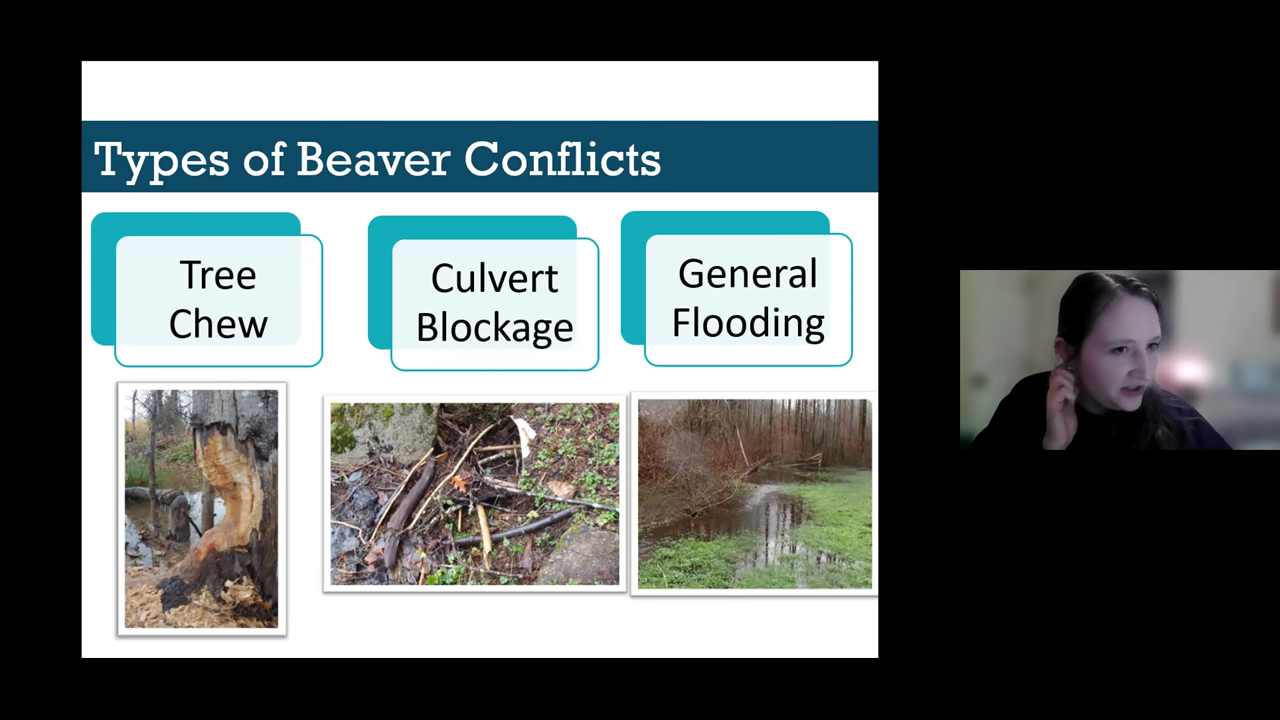 Types of Beaver Conflicts
Tree
Chew
Culvert
Blockage
General
Flooding